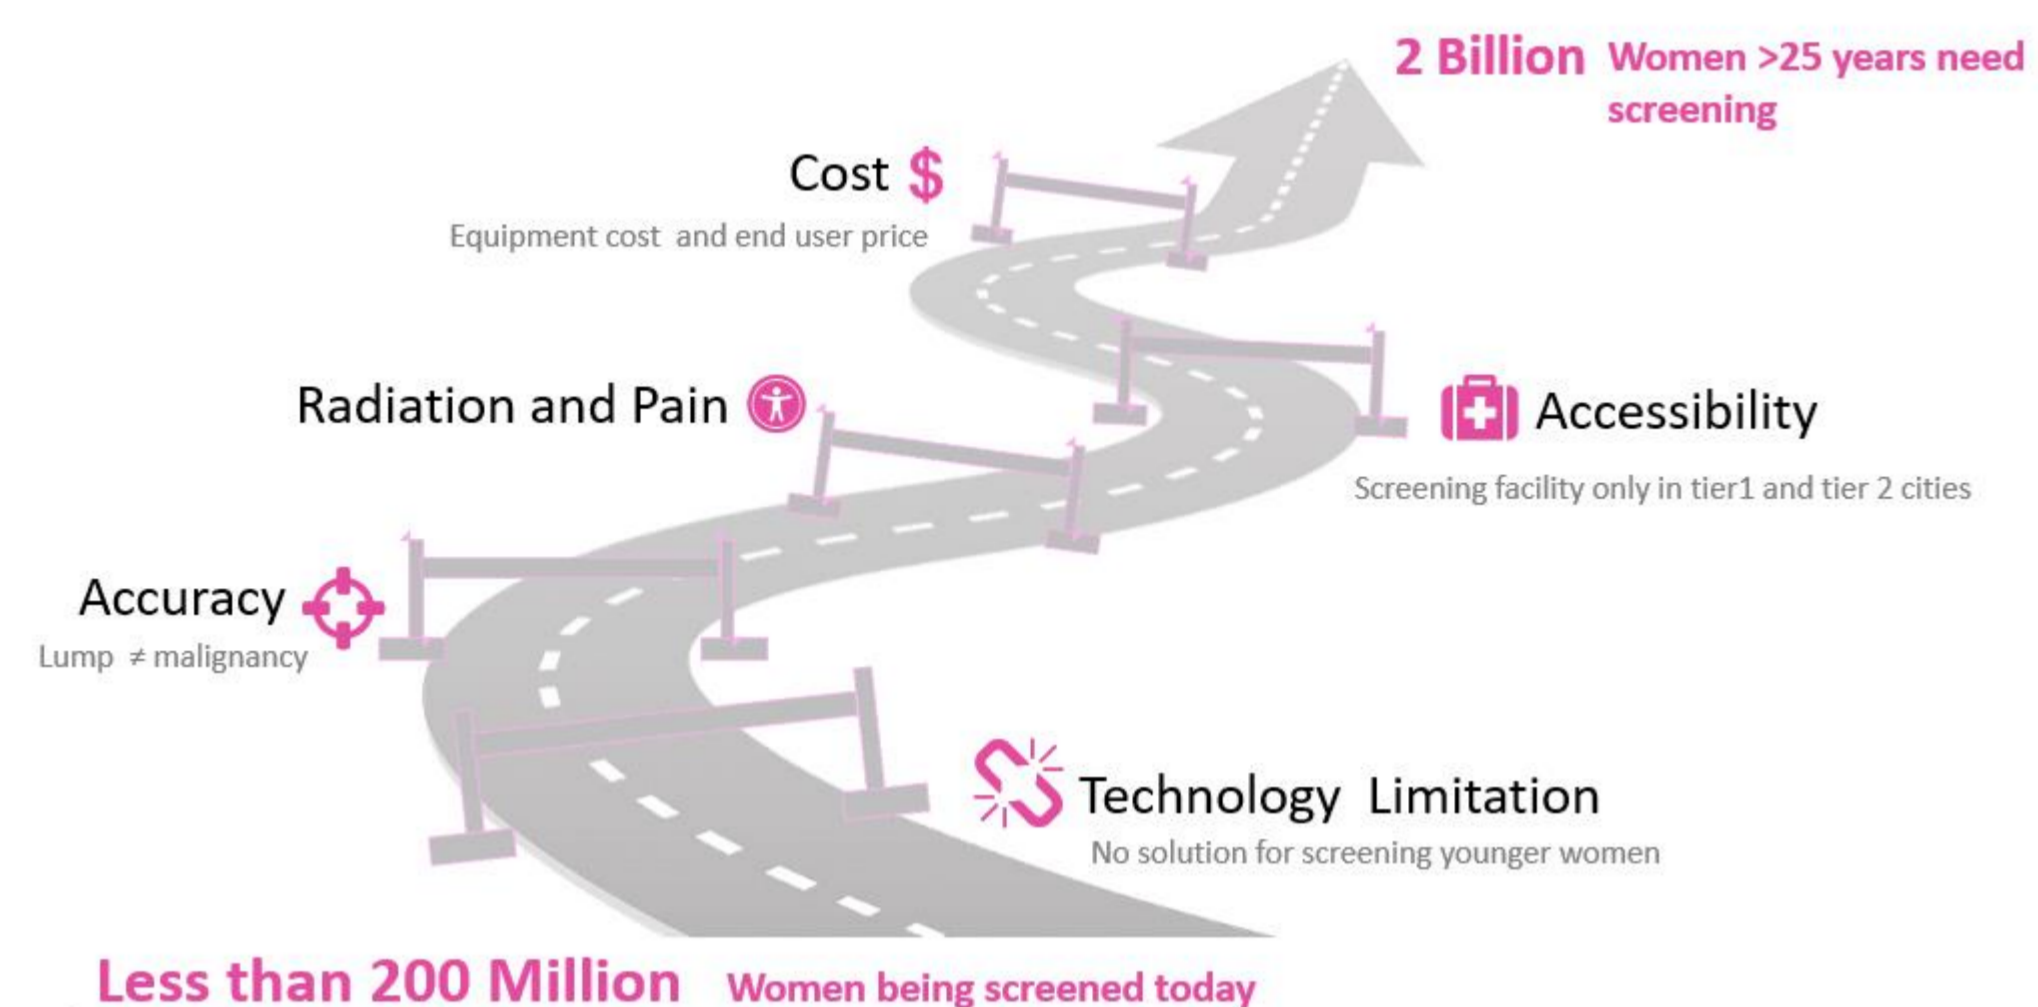 2 Billion Women >25 years need
screening
Cost $
Equipment cost and end user price
Radiation and Pain
Accessibility
Screening facility only in tier1 and tier 2 cities
Accuracy
Lump ≠ malignancy
Technology Limitation
No solution for screening younger women
Less than 200 Million Women being screened today